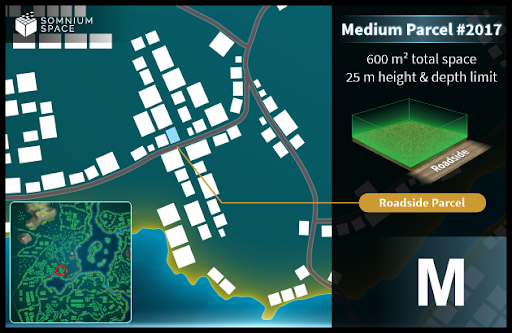 SOMNIUM
SPACE
Medium Parcel #2017
600 m² total space
25 m height & depth limit
Roadside
Roadside Parcel
M